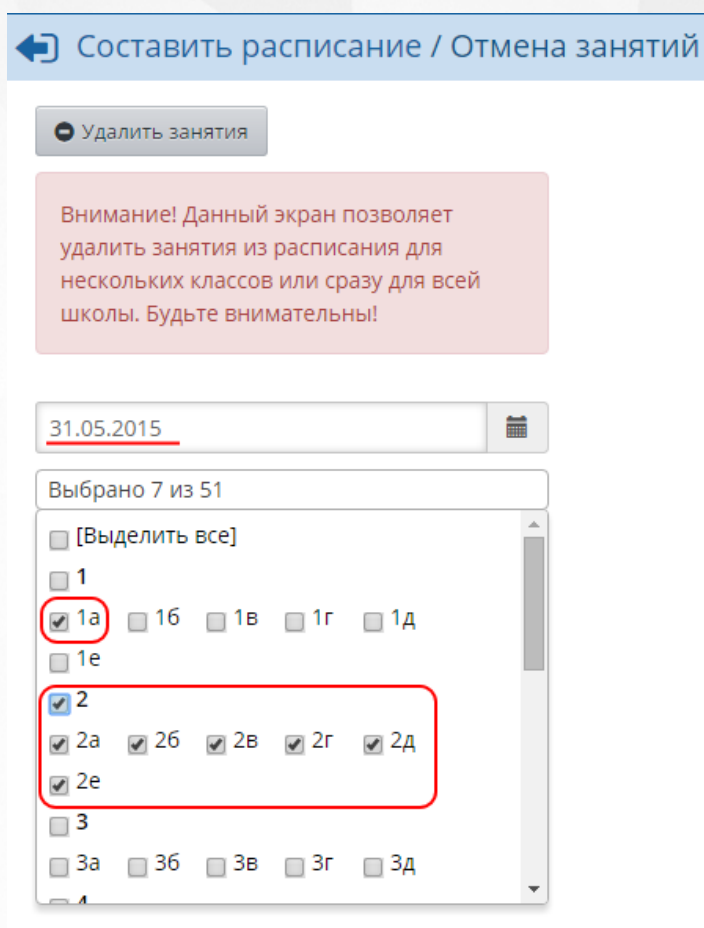 Составить расписание / Отмена занятий
Удалить занятия
Внимание! Данный экран позволяет
удалить занятия из расписания для
нескольких классов или сразу для всей
школы. Будьте внимательны!
31.05.2015
Выбрано 7 из 51
[Выделить все]
1
1а 1б 1в 1г 1д
1е
2
2а 2б 2в 2г 2д
2е
3
3а 3б 3в 3г 3д
4